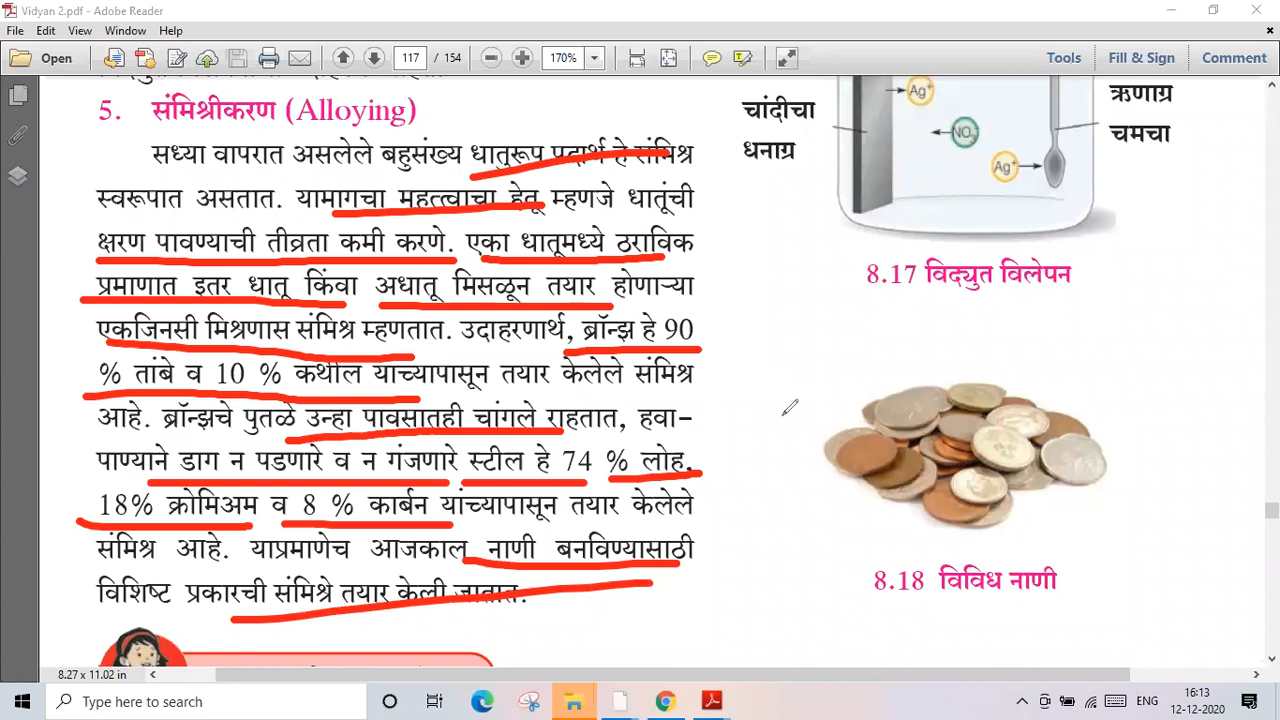 Vidyan 2.pdf - Adobe Reader
File Edit View Window Help
Open 117 / 154 170% Tools Fill & Sign Comment
5. संमिश्रीकरण (Alloying)
सध्या वापरात असलेले बहुसंख्य धातुरूप पदार्थ हे संमिश्र
स्वरूपात असतात. यामागचा महत्त्वाचा हेतू म्हणजे धातूंची
क्षरण पावण्याची तीव्रता कमी करणे. एका धातूमध्ये ठराविक
प्रमाणात इतर धातू किंवा अधातू मिसळून तयार होणाऱ्या
एकजिनसी मिश्रणास संमिश्र म्हणतात. उदाहरणार्थ, ब्रॉन्झ हे 90
% तांबे व 10 % कथील यांच्यापासून तयार केलेले संमिश्र
आहे. ब्रॉन्झचे पुतळे उन्हा पावसातही चांगले राहतात, हवा-
पाण्याने डाग न पडणारे व न गंजणारे स्टील हे 74 % लोह,
18% क्रोमिअम व 8 % कार्बन यांच्यापासून तयार केलेले
संमिश्र आहे. याप्रमाणेच आजकाल नाणी बनविण्यासाठी
विशिष्ट प्रकारची संमिश्रे तयार केली जातात.
चांदीचा
धनाग्र
Ag+
NO₃-
Ag+
ऋणाग्र
चमचा
8.17 विद्युत विलेपन
8.18 विविध नाणी
8.27 x 11.02 in
Type here to search
ENG
16:13
12-12-2020